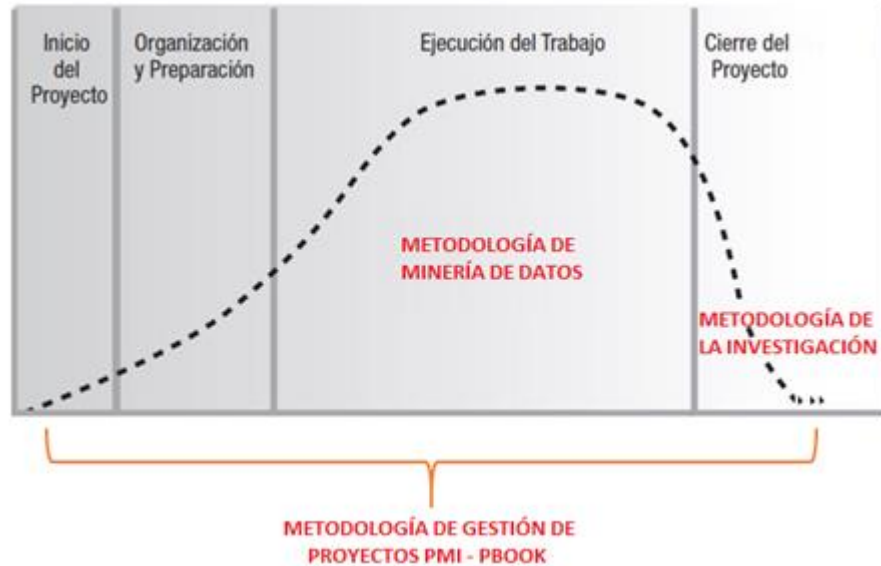 Inicio
del
Proyecto
Organización
y Preparación
Ejecución del Trabajo
Cierre del
Proyecto
METODOLOGÍA DE
MINERÍA DE DATOS
METODOLOGÍA DE
LA INVESTIGACIÓN
METODOLOGÍA DE GESTIÓN DE
PROYECTOS PMI - PBOOK